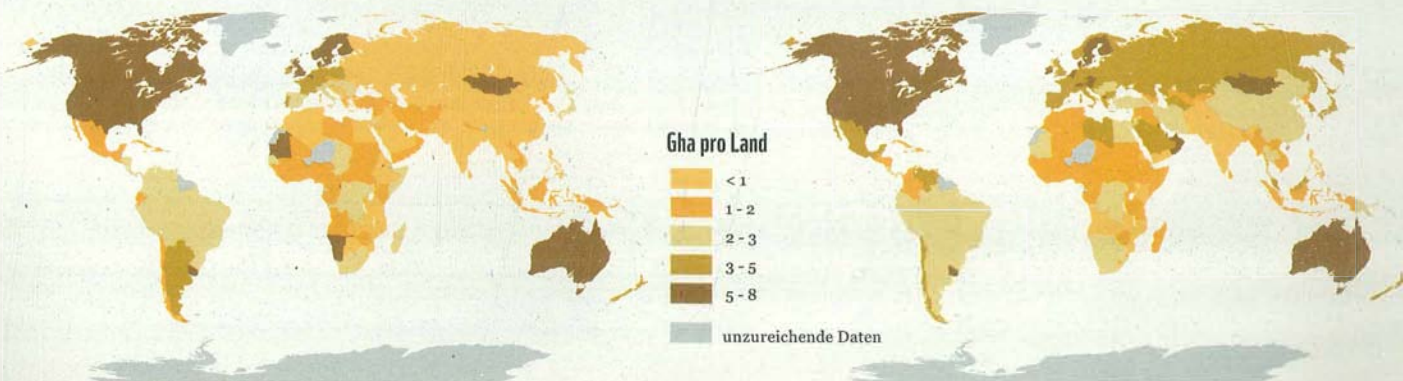 Gha pro Land
< 1
1 - 2
2 - 3
3 - 5
5 - 8
unzureichende Daten